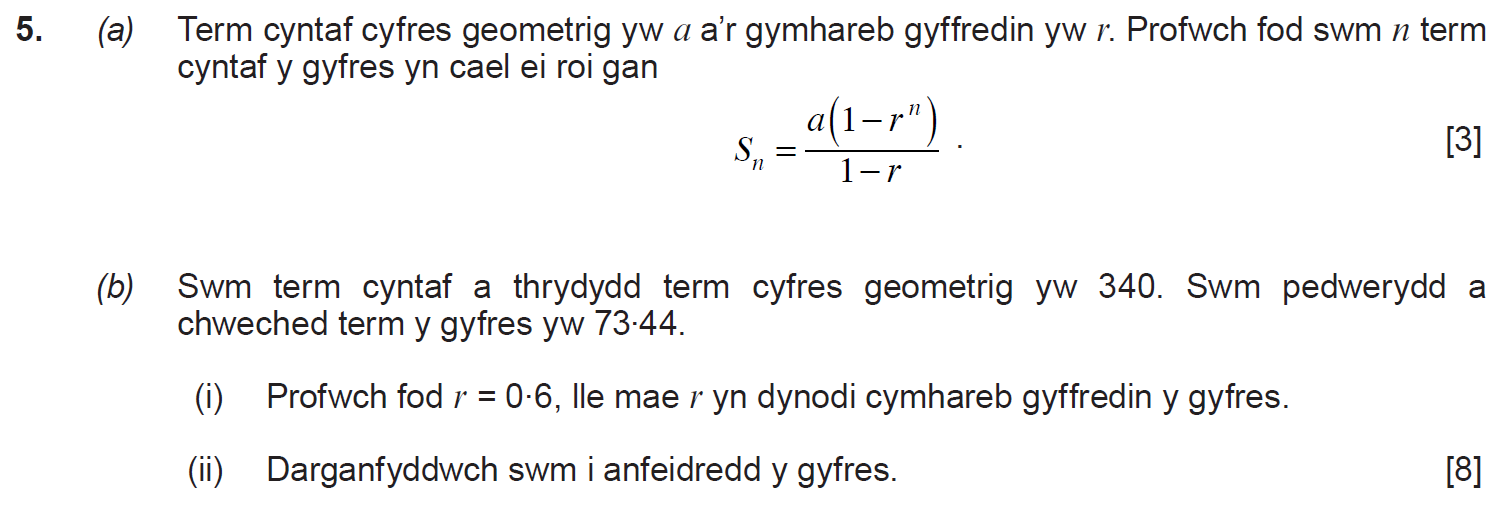 5. (a) Term cyntaf cyfres geometrig yw a a'r gymhareb gyffredin yw r. Profwch fod swm n term
cyntaf y gyfres yn cael ei roi gan
Sₙ = a(1 – rⁿ) / (1 – r) . [3]
(b) Swm term cyntaf a thrydydd term cyfres geometrig yw 340. Swm pedwerydd a
chweched term y gyfres yw 73·44.
(i) Profwch fod r = 0·6, lle mae r yn dynodi cymhareb gyffredin y gyfres.
(ii) Darganfyddwch swm i anfeidredd y gyfres. [8]